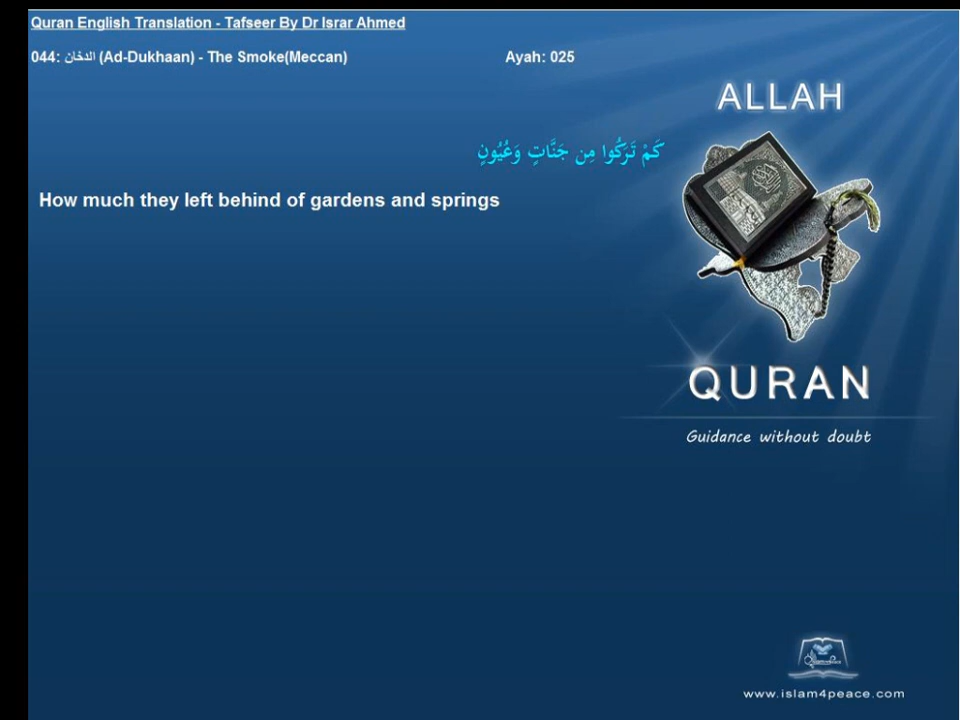 Quran English Translation - Tafseer By Dr Israr Ahmed
044: الدخان (Ad-Dukhaan) - The Smoke(Meccan) Ayah: 025
ALLAH
كَمْ تَرَكُوا مِن جَنَّاتٍ وَعُيُونٍ
How much they left behind of gardens and springs
QURAN
Guidance without doubt
www.islam4peace.com